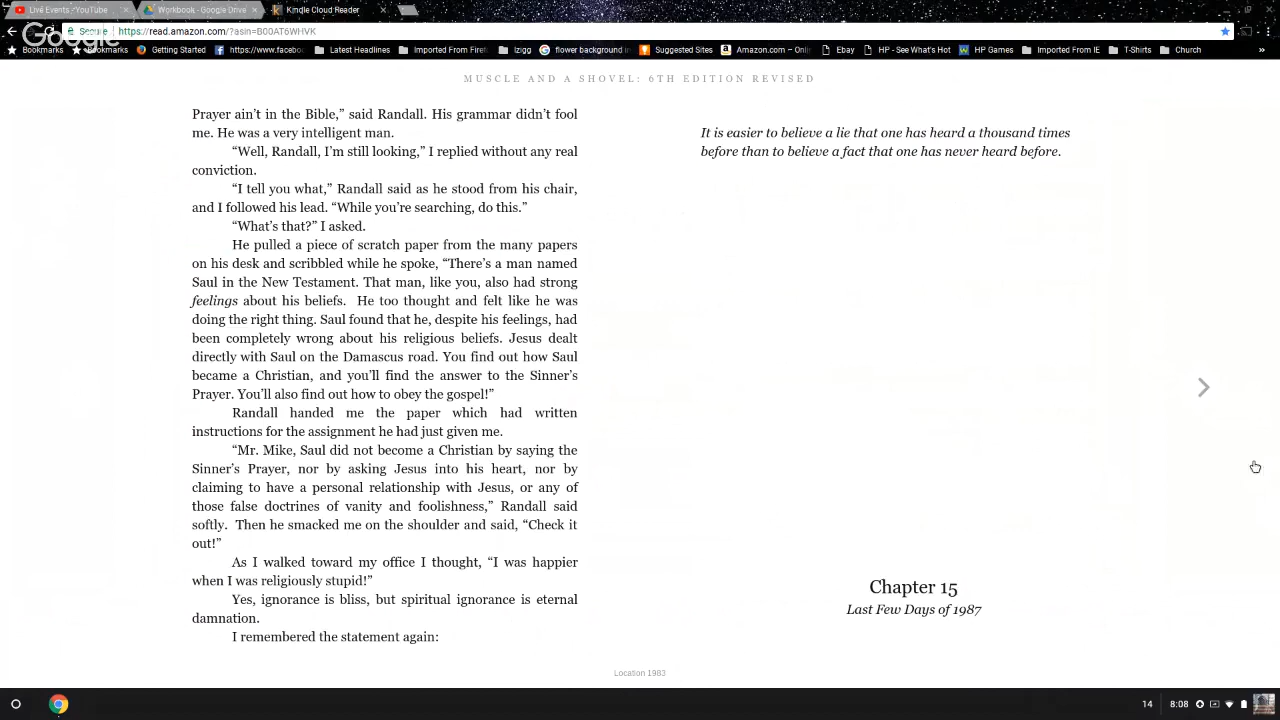 Live Events - YouTube
Workbook - Google Drive
Kindle Cloud Reader
Google
Secure https://read.amazon.com/?asin=B00AT6WHVK
Bookmarks Getting Started https://www.faceboo Latest Headlines Imported From Firef Izigg flower background in Suggested Sites Amazon.com – Onlin Ebay HP - See What's Hot HP Games Imported From IE T-Shirts Church
MUSCLE AND A SHOVEL: 6TH EDITION REVISED
Prayer ain't in the Bible,” said Randall. His grammar didn't fool
me. He was a very intelligent man.
“Well, Randall, I'm still looking,” I replied without any real
conviction.
“I tell you what,” Randall said as he stood from his chair,
and I followed his lead. “While you're searching, do this.”
“What's that?” I asked.
He pulled a piece of scratch paper from the many papers
on his desk and scribbled while he spoke, “There's a man named
Saul in the New Testament. That man, like you, also had strong
feelings about his beliefs. He too thought and felt like he was
doing the right thing. Saul found that he, despite his feelings, had
been completely wrong about his religious beliefs. Jesus dealt
directly with Saul on the Damascus road. You find out how Saul
became a Christian, and you'll find the answer to the Sinner's
Prayer. You'll also find out how to obey the gospel!”
Randall handed me the paper which had written
instructions for the assignment he had just given me.
“Mr. Mike, Saul did not become a Christian by saying the
Sinner's Prayer, nor by asking Jesus into his heart, nor by
claiming to have a personal relationship with Jesus, or any of
those false doctrines of vanity and foolishness,” Randall said
softly. Then he smacked me on the shoulder and said, “Check it
out!”
As I walked toward my office I thought, “I was happier
when I was religiously stupid!”
Yes, ignorance is bliss, but spiritual ignorance is eternal
damnation.
I remembered the statement again:
It is easier to believe a lie that one has heard a thousand times
before than to believe a fact that one has never heard before.
Chapter 15
Last Few Days of 1987
Location 1983
14 8:08